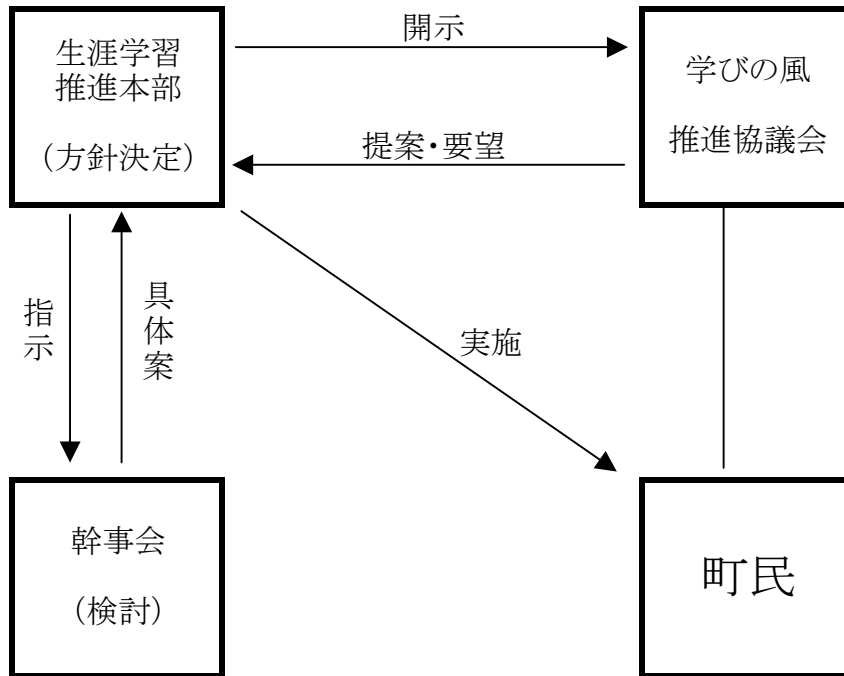 生涯学習
推進本部
（方針決定）
開示
学びの風
推進協議会
提案・要望
指示
具体案
実施
幹事会
（検討）
町民